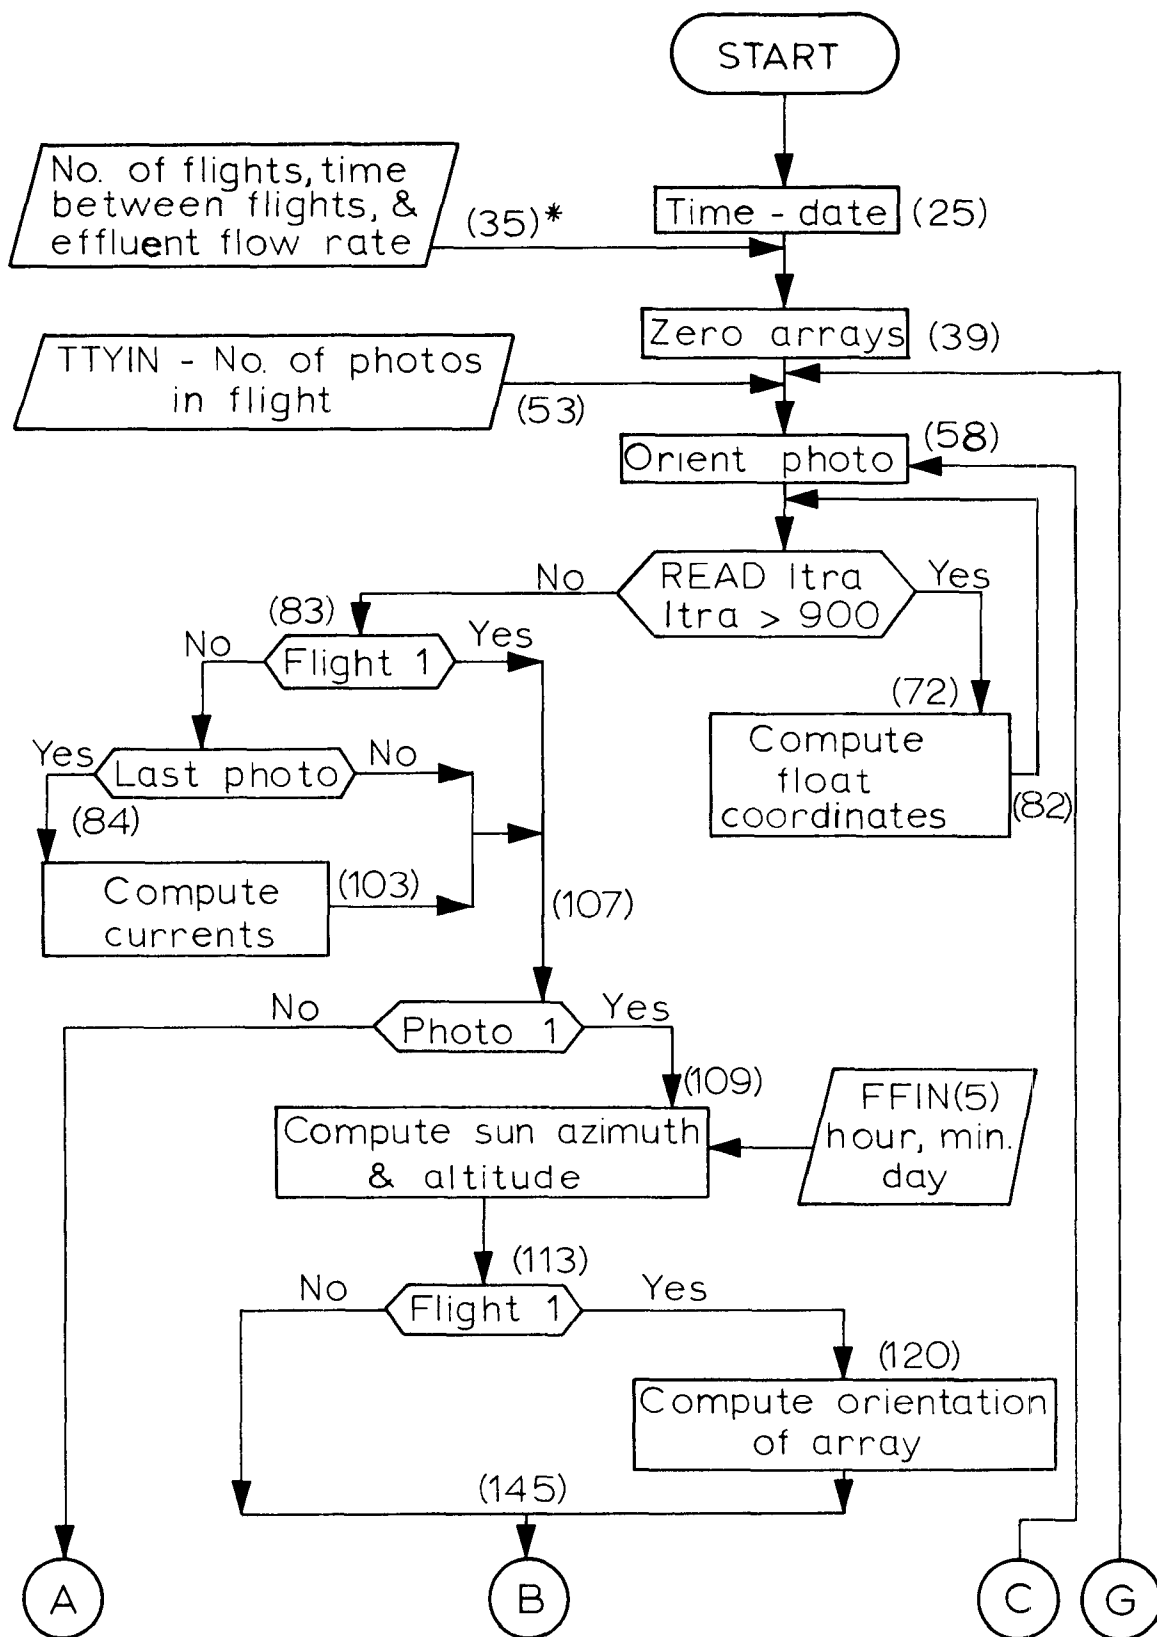 START
No. of flights, time
between flights, &
effluent flow rate
(35)*
Time - date
(25)
Zero arrays
(39)
TTYIN - No. of photos
in flight
(53)
(58)
Orient photo
READ Itra
Itra > 900
No
Yes
(83)
Flight 1
No
Yes
(72)
Compute
float
coordinates
(82)
Last photo
Yes
No
(84)
Compute
currents
(103)
(107)
Photo 1
No
Yes
(109)
Compute sun azimuth
& altitude
FFIN(5)
hour, min.
day
(113)
Flight 1
No
Yes
(120)
Compute orientation
of array
(145)
A
B
C
G